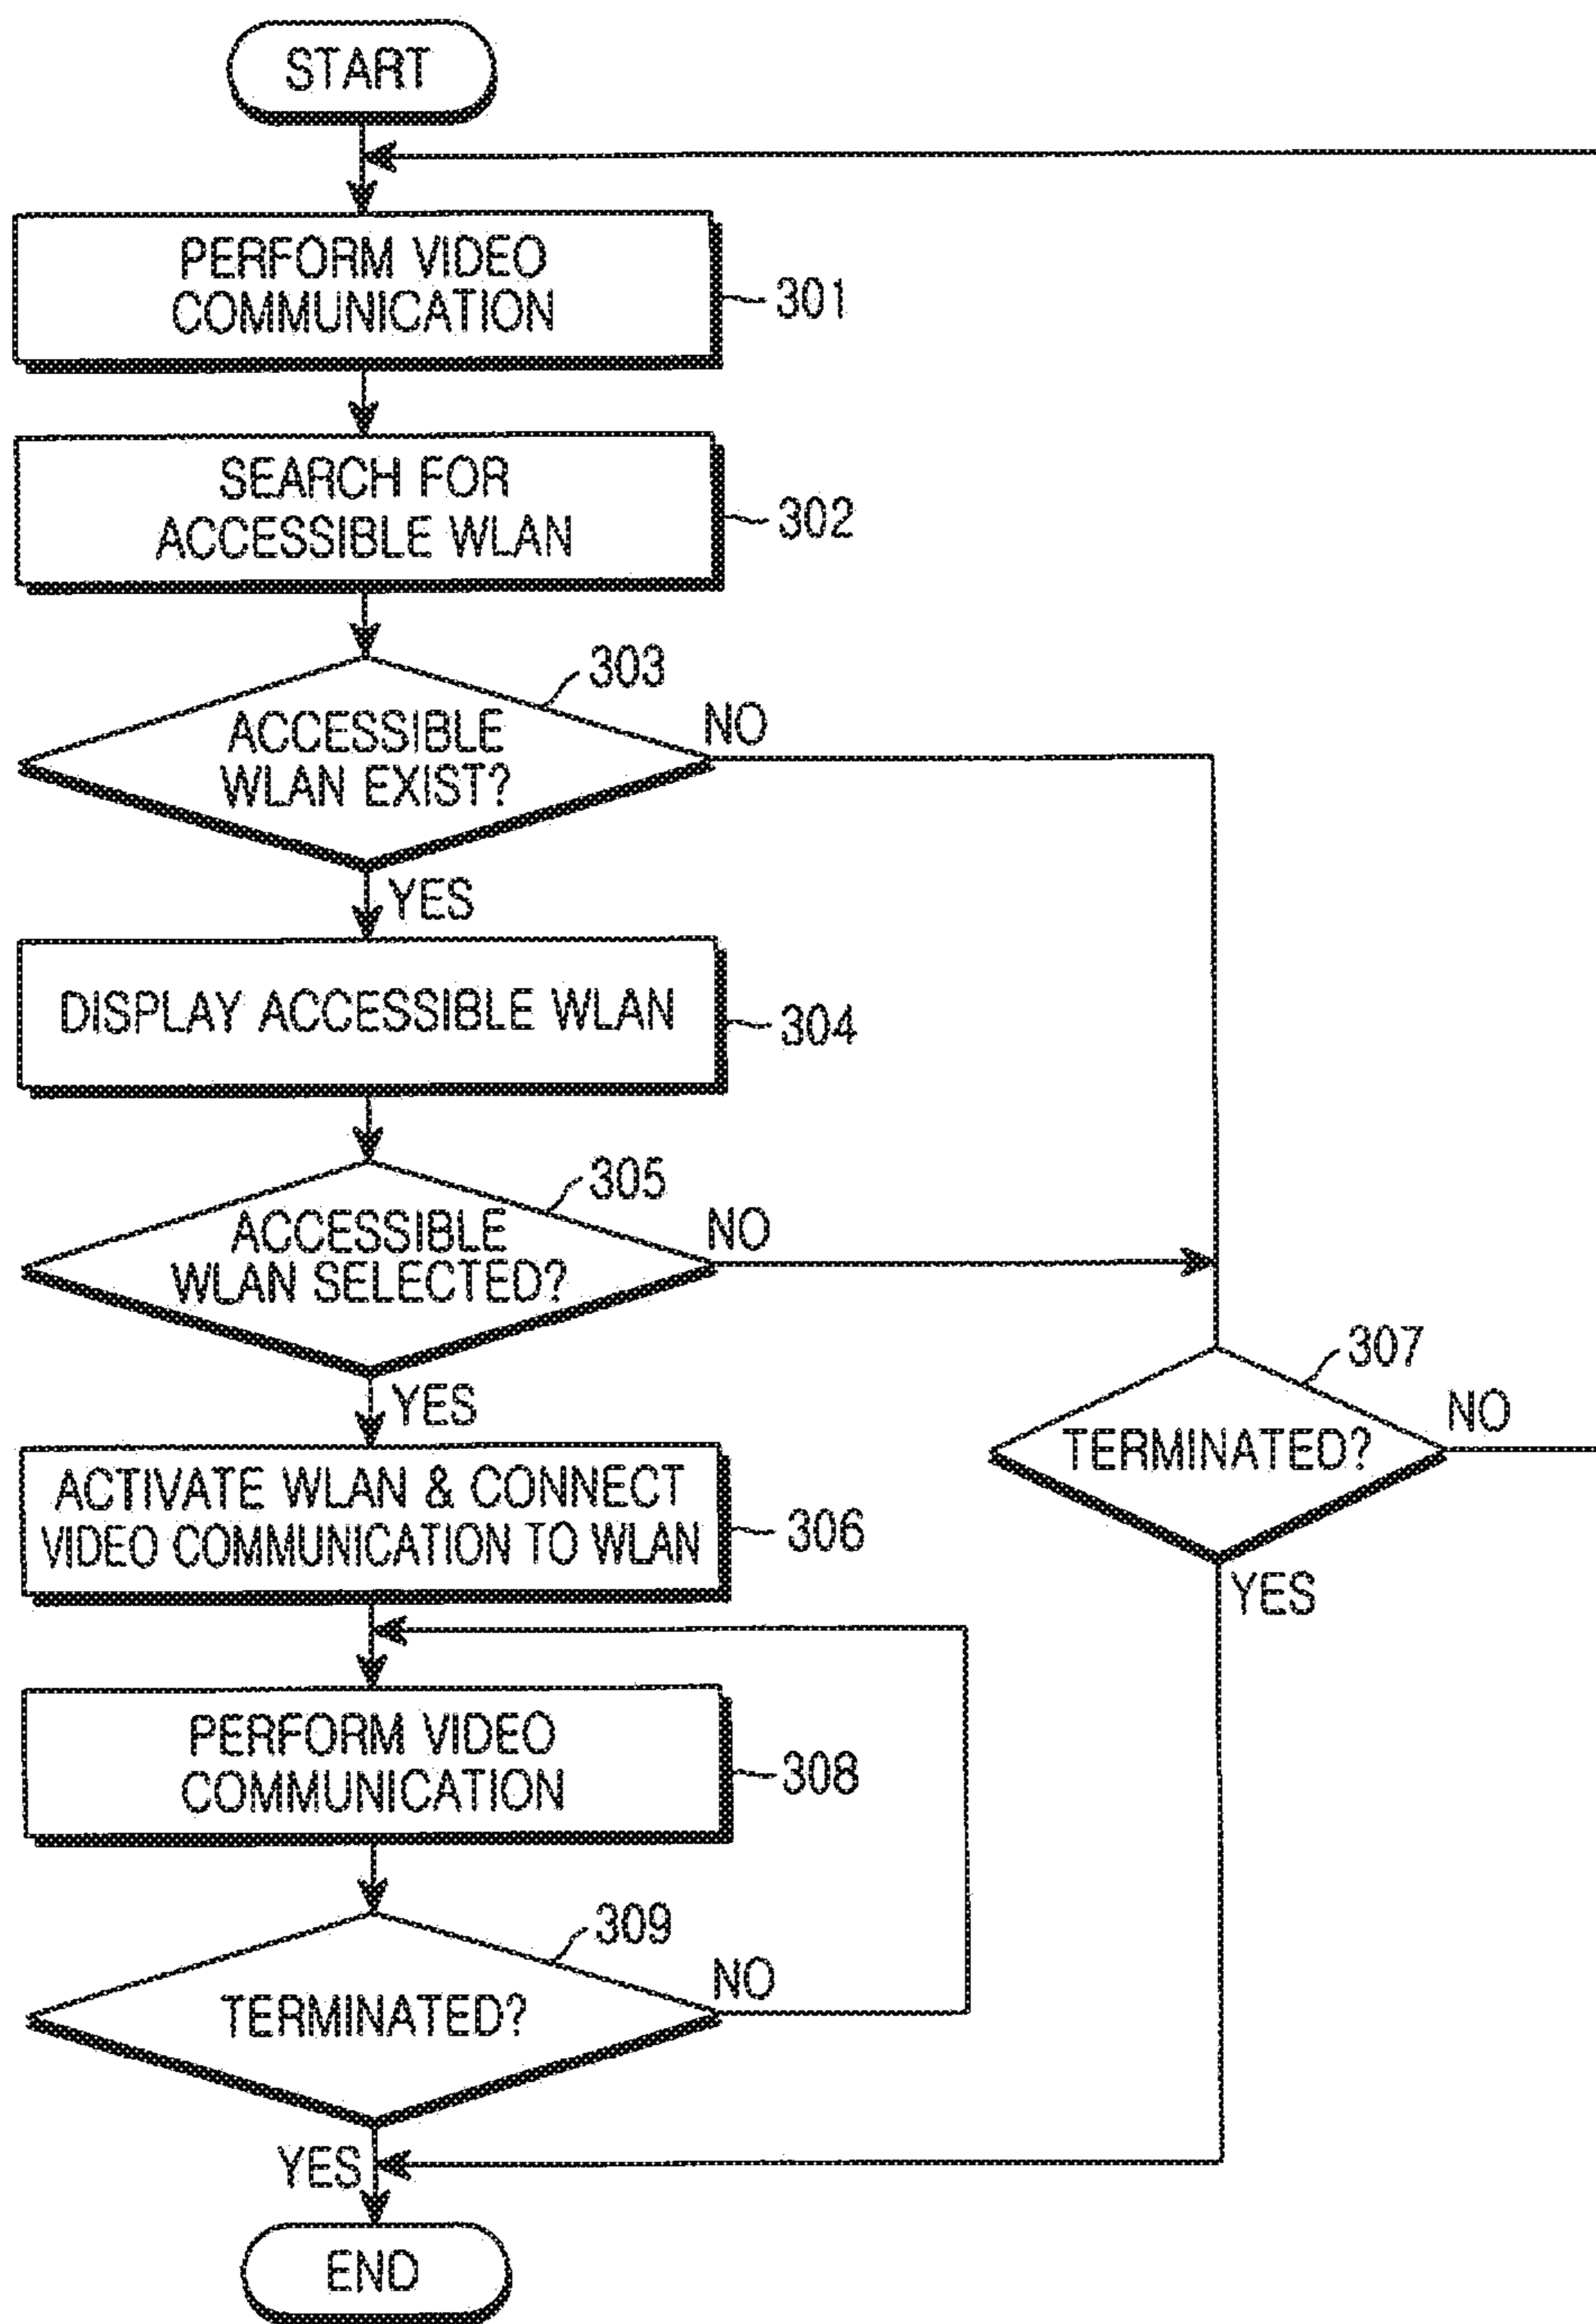 START
PERFORM VIDEO
COMMUNICATION
301
SEARCH FOR
ACCESSIBLE WLAN
302
303
ACCESSIBLE
WLAN EXIST?
NO
YES
DISPLAY ACCESSIBLE WLAN
304
305
ACCESSIBLE
WLAN SELECTED?
NO
YES
307
TERMINATED?
NO
YES
ACTIVATE WLAN & CONNECT
VIDEO COMMUNICATION TO WLAN
306
PERFORM VIDEO
COMMUNICATION
308
309
TERMINATED?
NO
YES
END